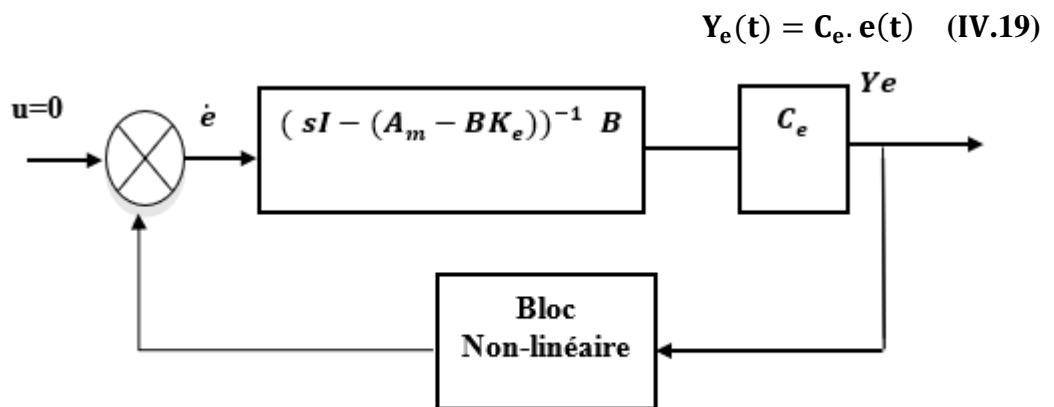 Yₑ(t) = Cₑ. e(t) (IV.19)
u=0
ė
( sI − (Aₘ − BKₑ))⁻¹ B
Cₑ
Ye
Bloc
Non-linéaire